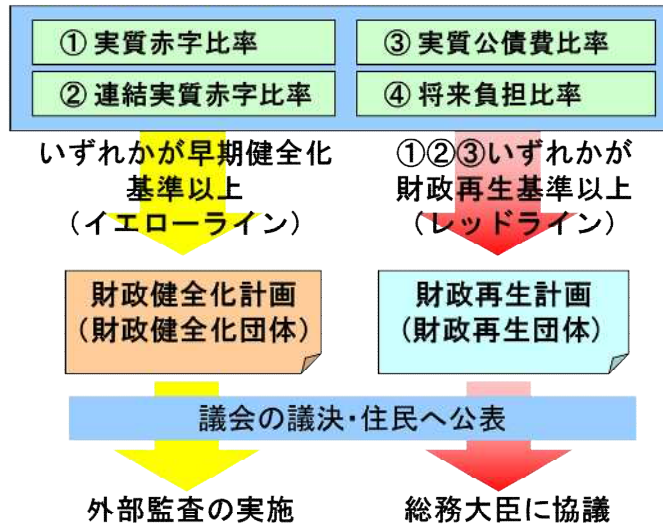 ① 実質赤字比率
② 連結実質赤字比率
③ 実質公債費比率
④ 将来負担比率
いずれかが早期健全化
基準以上
（イエローライン）
①②③いずれかが
財政再生基準以上
（レッドライン）
財政健全化計画
（財政健全化団体）
財政再生計画
（財政再生団体）
議会の議決・住民へ公表
外部監査の実施
総務大臣に協議